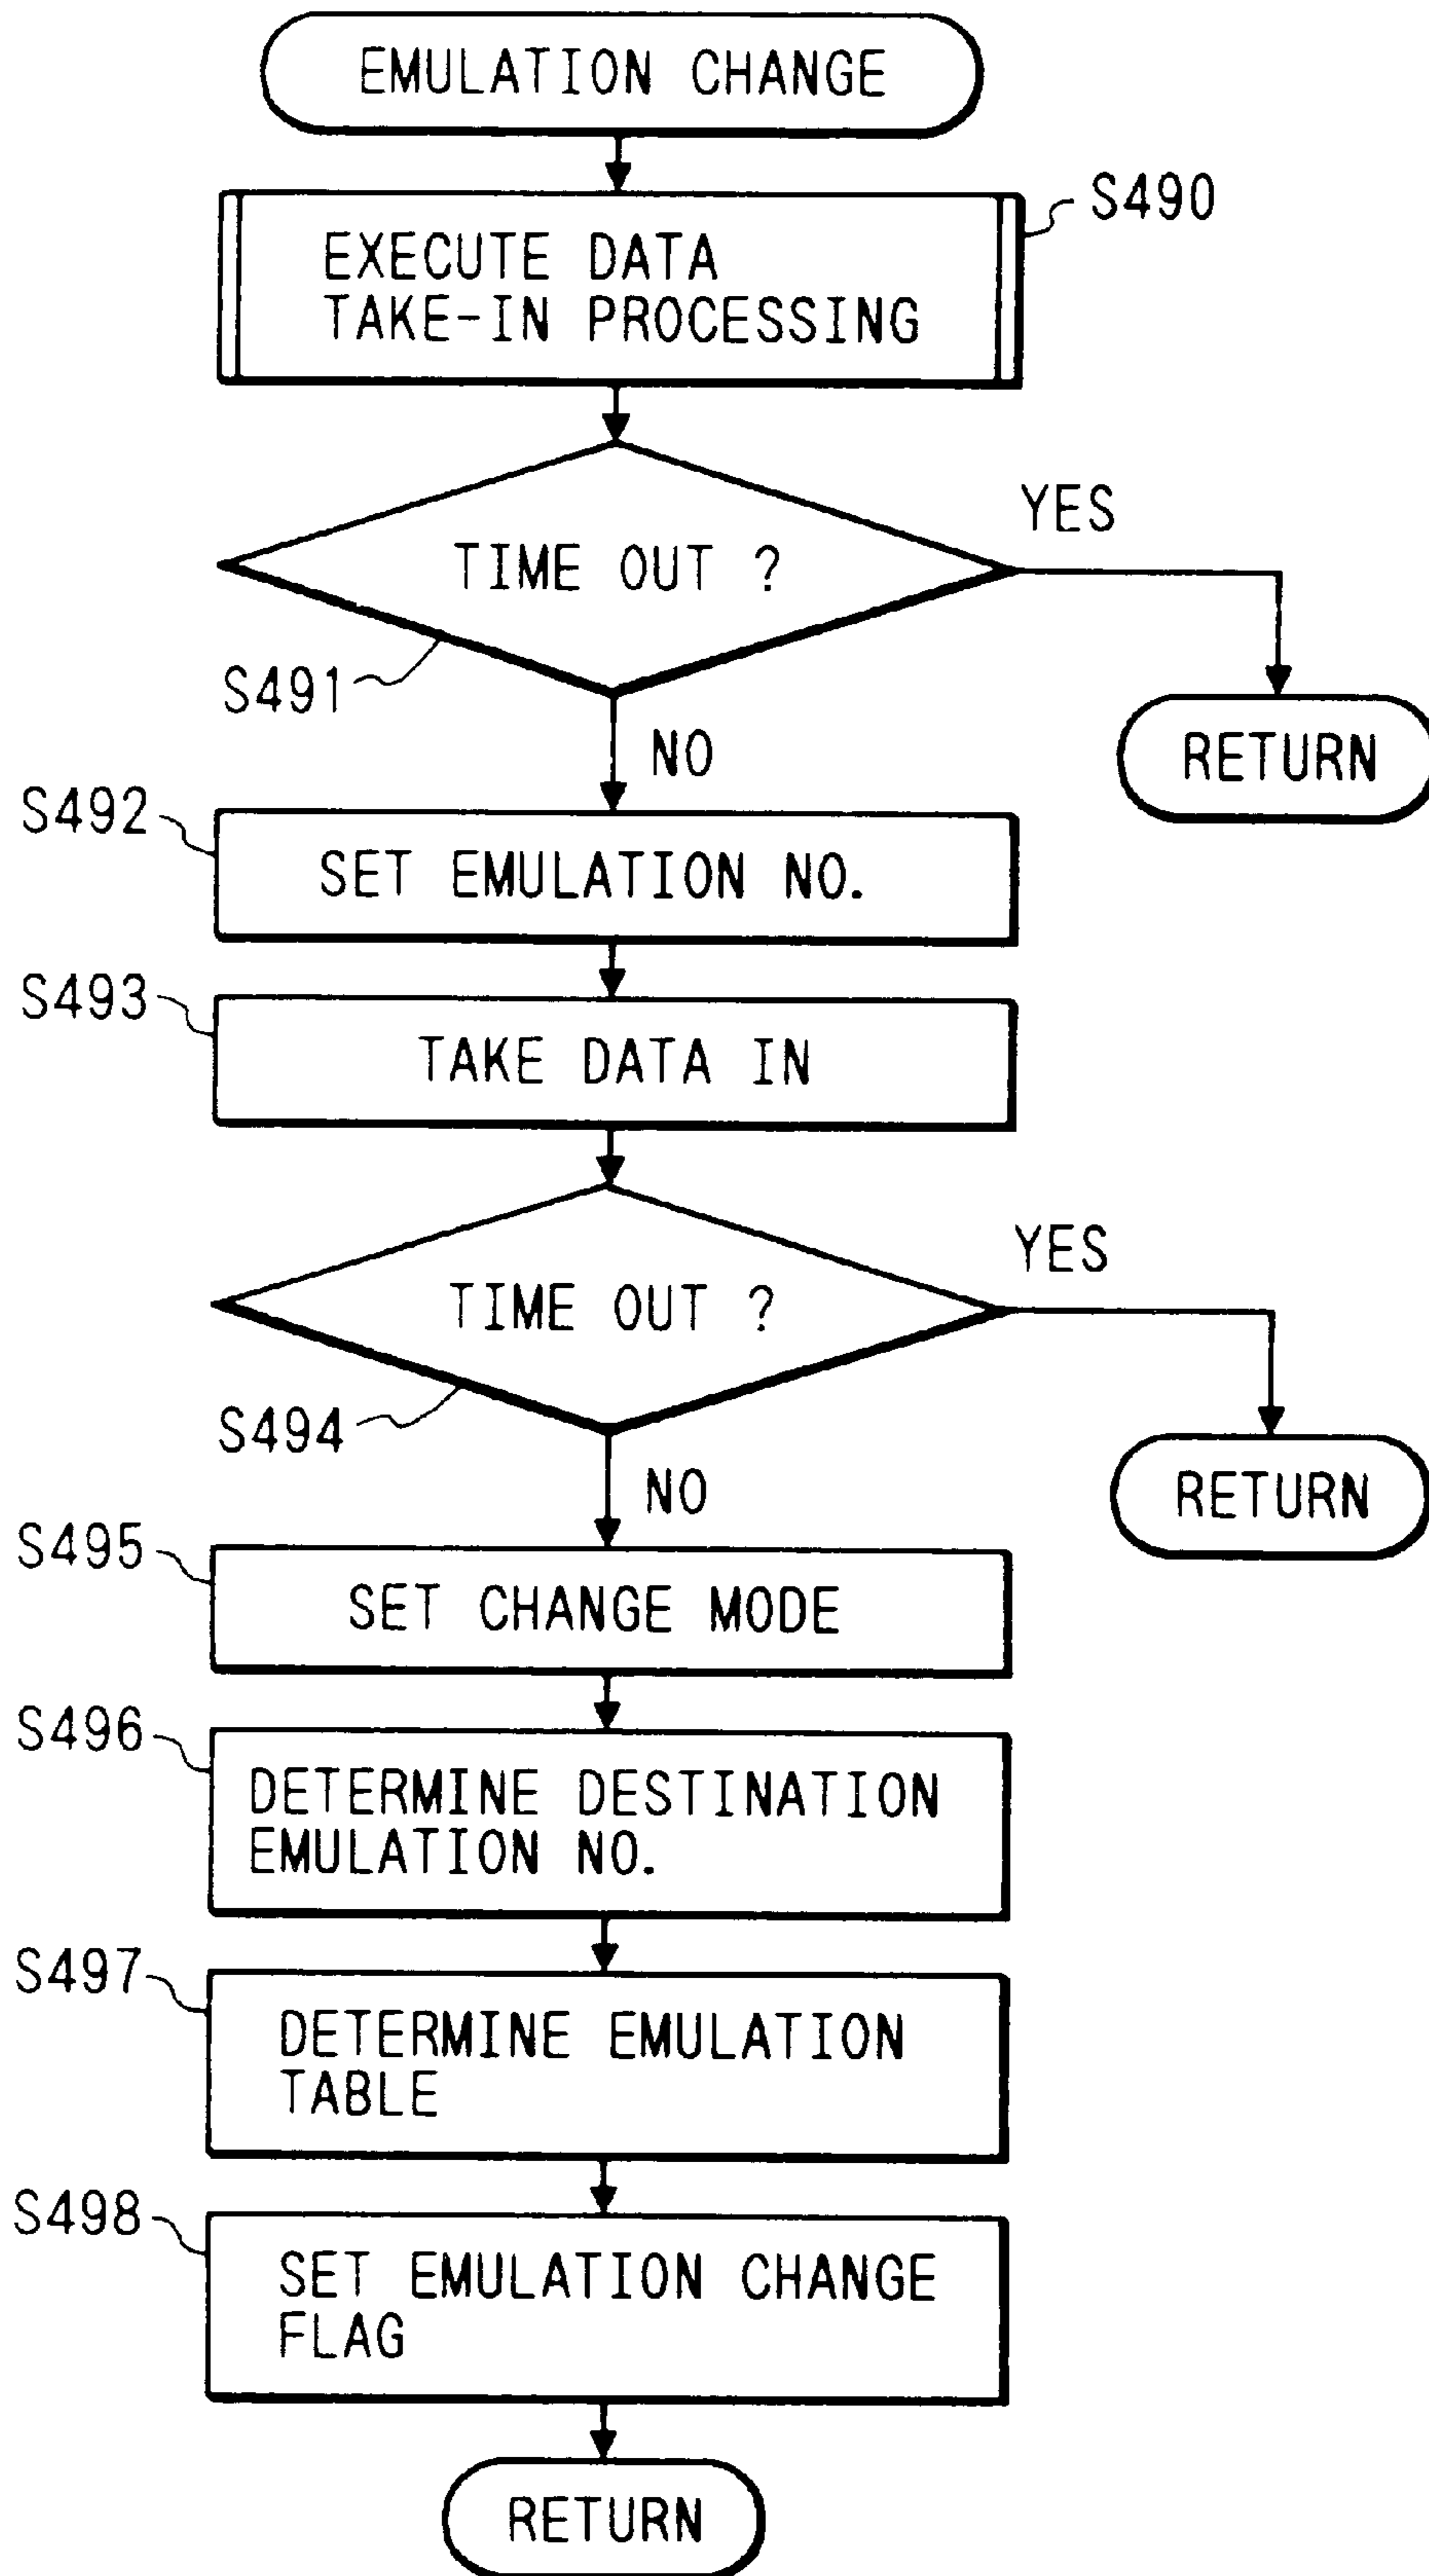 EMULATION CHANGE
S490
EXECUTE DATA
TAKE-IN PROCESSING
YES
TIME OUT ?
S491
RETURN
NO
S492
SET EMULATION NO.
S493
TAKE DATA IN
YES
TIME OUT ?
S494
RETURN
NO
S495
SET CHANGE MODE
S496
DETERMINE DESTINATION
EMULATION NO.
S497
DETERMINE EMULATION
TABLE
S498
SET EMULATION CHANGE
FLAG
RETURN